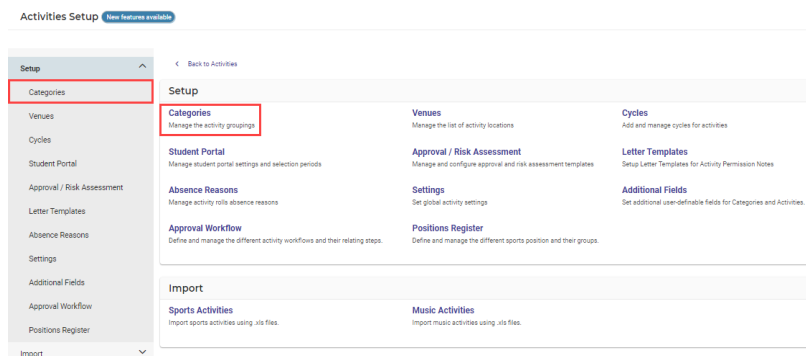 Activities Setup New features available
Setup
Categories
Venues
Cycles
Student Portal
Approval / Risk Assessment
Letter Templates
Absence Reasons
Settings
Additional Fields
Approval Workflow
Positions Register
Import
Back to Activities
Setup
Categories
Manage the activity groupings
Venues
Manage the list of activity locations
Cycles
Add and manage cycles for activities
Student Portal
Manage student portal settings and selection periods
Approval / Risk Assessment
Manage and configure approval and risk assessment templates
Letter Templates
Setup Letter Templates for Activity Permission Notes
Absence Reasons
Manage activity rolls absence reasons
Settings
Set global activity settings
Additional Fields
Set additional user-definable fields for Categories and Activities.
Approval Workflow
Define and manage the different activity workflows and their relating steps.
Positions Register
Define and manage the different sports position and their groups.
Import
Sports Activities
Import sports activities using .xls files.
Music Activities
Import music activities using .xls files.